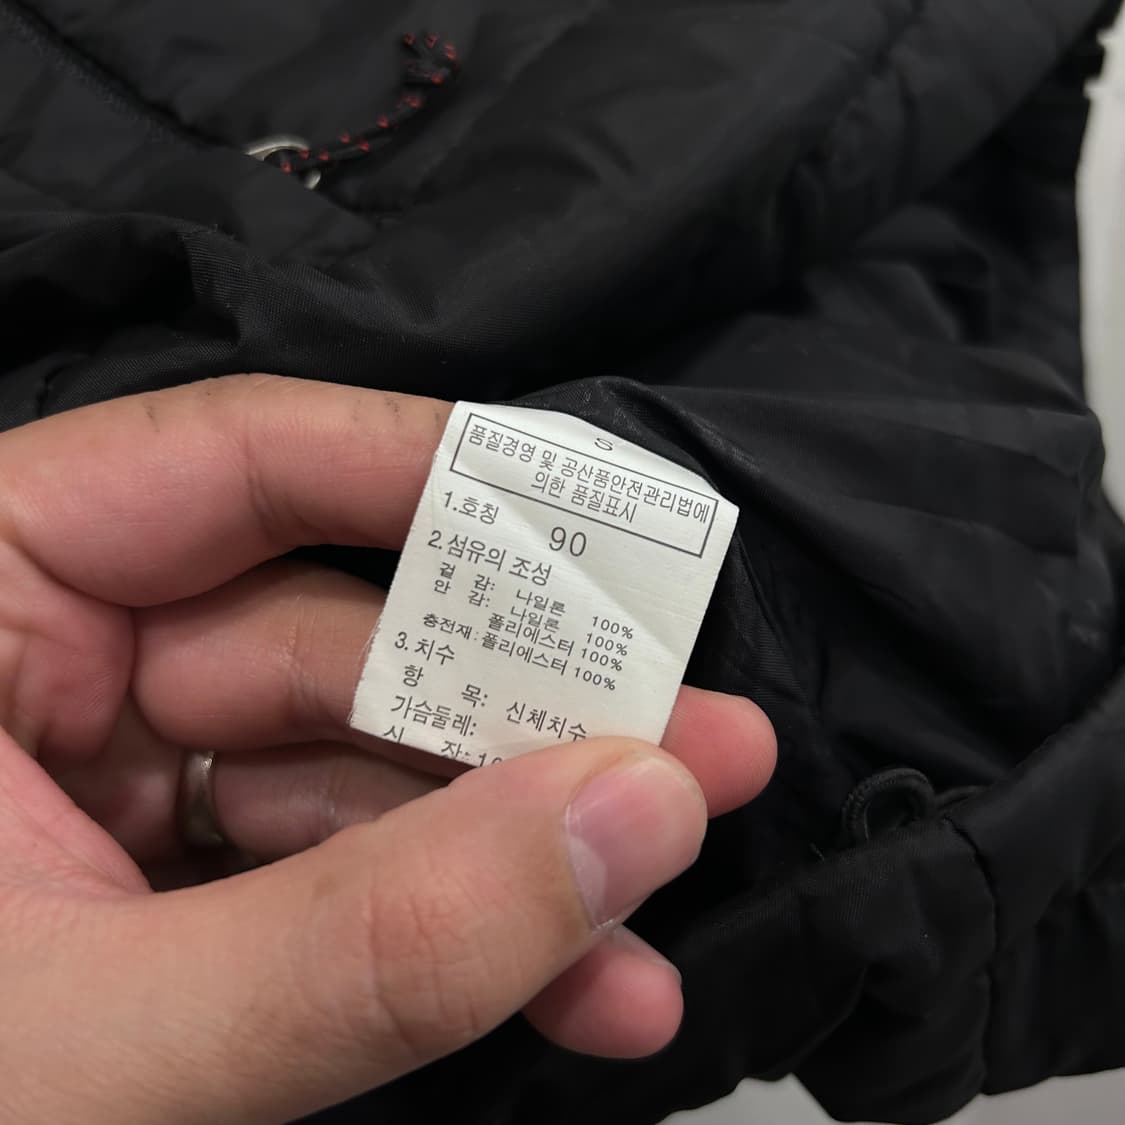 S
품질경영 및 공산품안전관리법에
의한 품질표시
1.호칭 90
2.섬유의 조성
겉 감: 나일론 100%
안 감: 나일론 100%
폴리에스터 100%
충전재: 폴리에스터 100%
3.치수
항 목: 신체치수
가슴둘레: